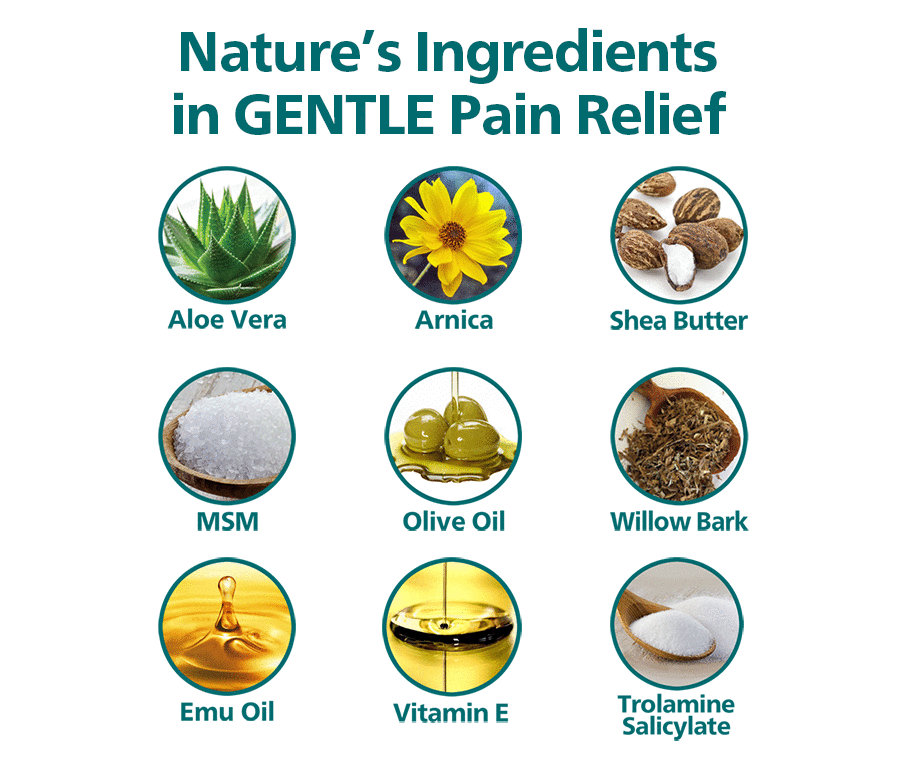 Nature’s Ingredients
in GENTLE Pain Relief
Aloe Vera
Arnica
Shea Butter
MSM
Olive Oil
Willow Bark
Emu Oil
Vitamin E
Trolamine
Salicylate